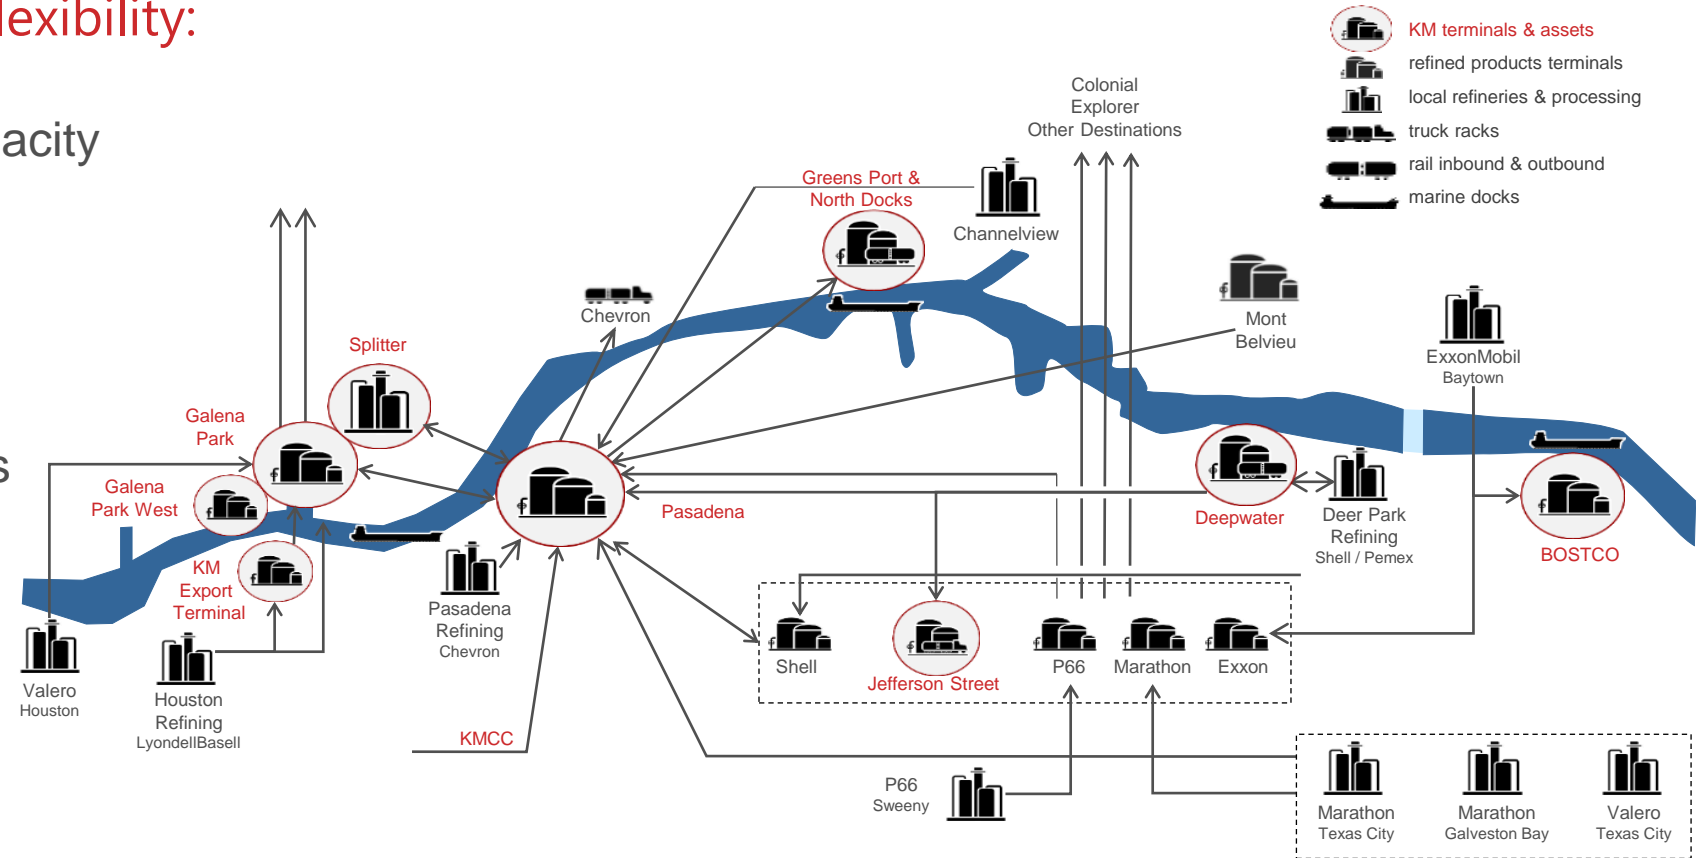 lexibility:
acity
s
KM terminals & assets
refined products terminals
local refineries & processing
truck racks
rail inbound & outbound
marine docks
Colonial
Explorer
Other Destinations
Greens Port &
North Docks
Channelview
Chevron
Mont
Belvieu
ExxonMobil
Baytown
Splitter
Galena
Park
Galena
Park West
KM
Export
Terminal
Pasadena
Deepwater
Deer Park
Refining
Shell / Pemex
BOSTCO
Pasadena
Refining
Chevron
Valero
Houston
Houston
Refining
LyondellBasell
Shell
Jefferson Street
P66
Marathon
Exxon
KMCC
P66
Sweeny
Marathon
Texas City
Marathon
Galveston Bay
Valero
Texas City